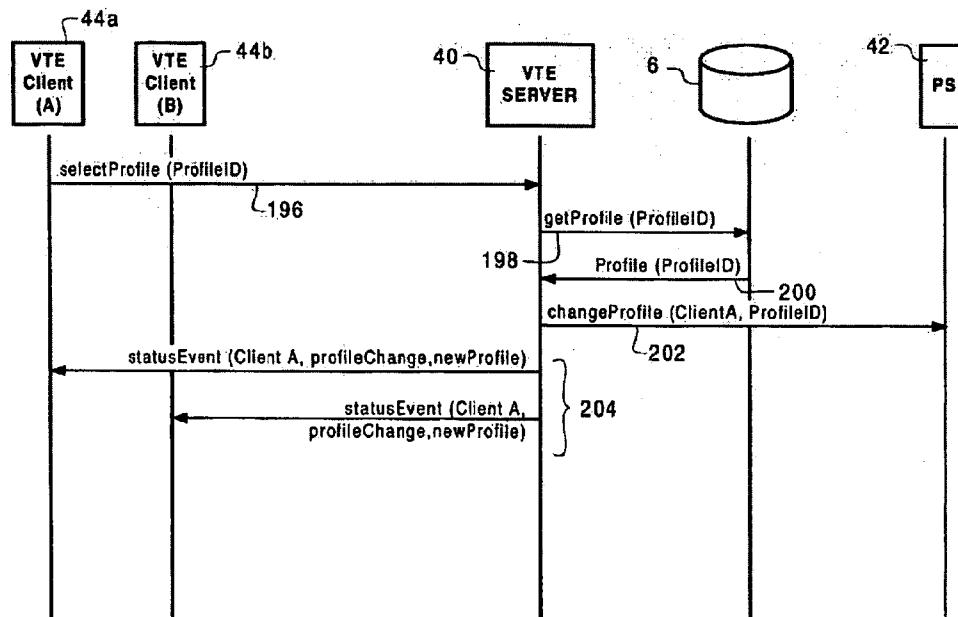 44a
VTE
Client
(A)
VTE
Client
(B)
44b
40
VTE
SERVER
6
42
PS
selectProfile (ProfileID)
196
getProfile (ProfileID)
198
Profile (ProfileID)
200
changeProfile (ClientA, ProfileID)
202
statusEvent (Client A, profileChange,newProfile)
statusEvent (Client A,
profileChange,newProfile)
204